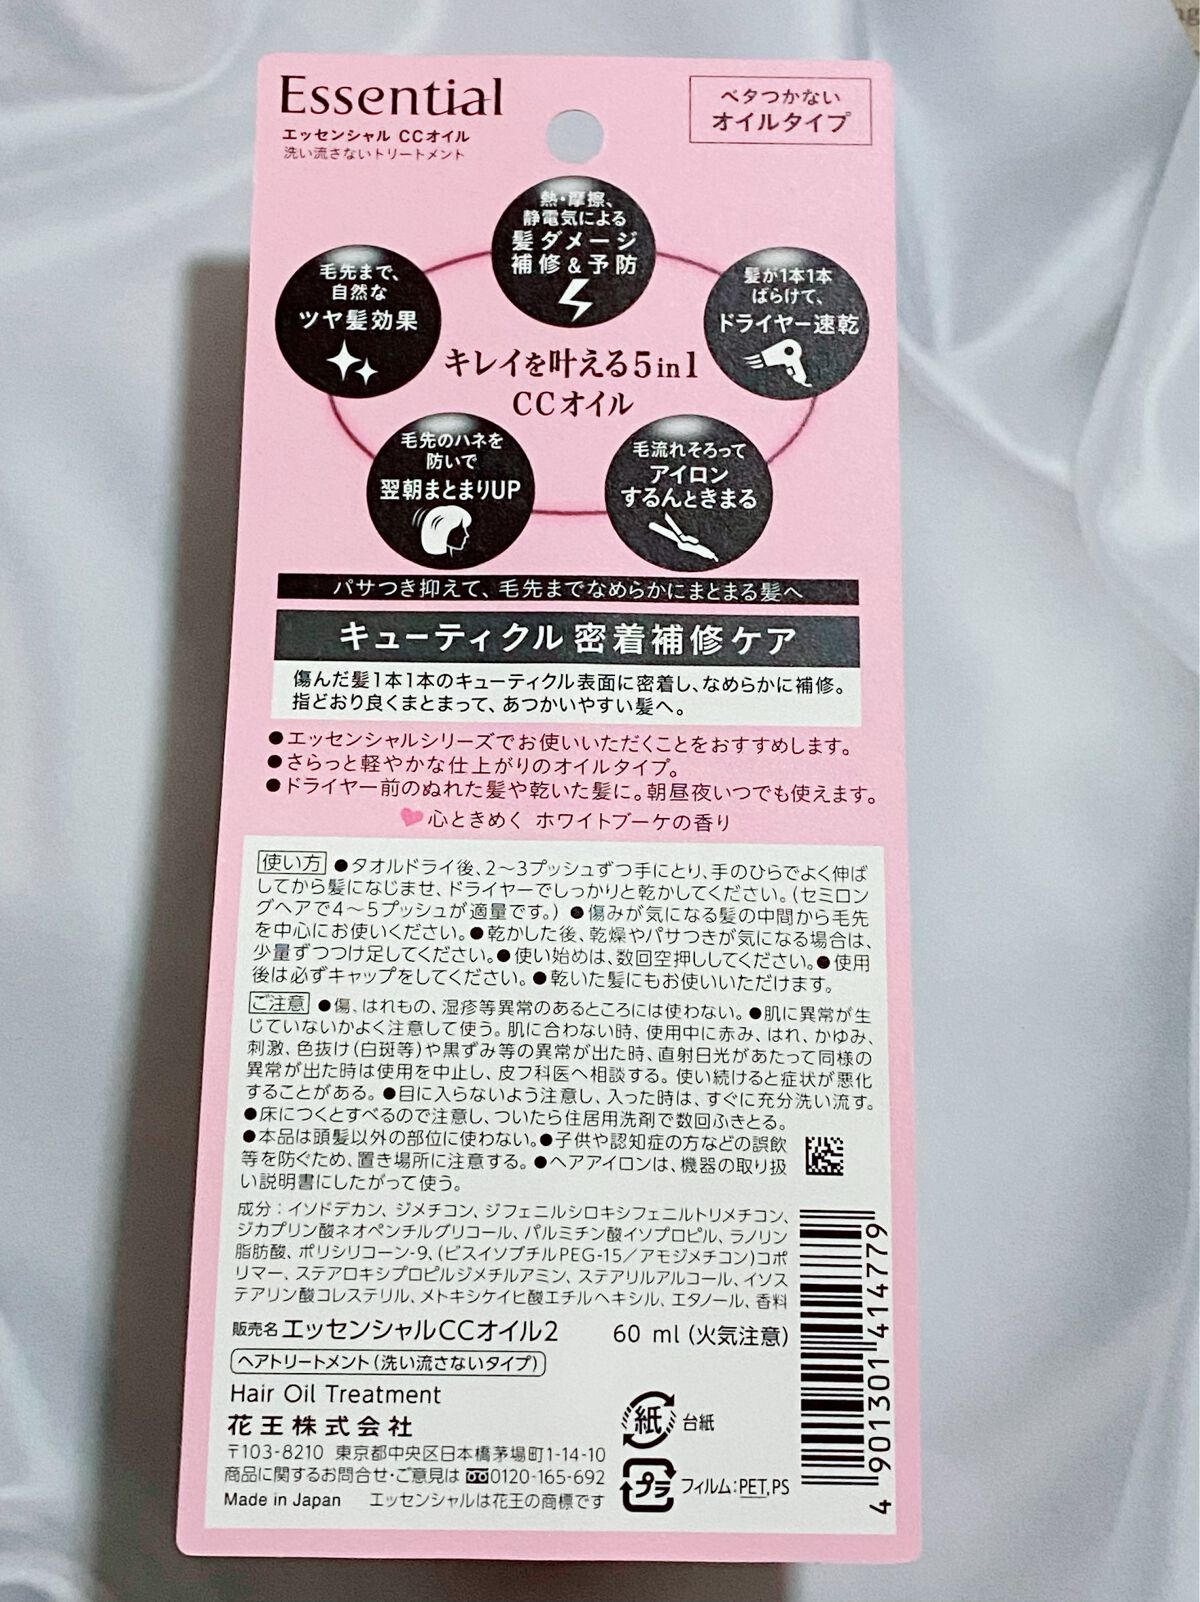 Essential
エッセンシャル CCオイル
洗い流さないトリートメント
ベタつかない
オイルタイプ
熱・摩擦、
静電気による
髪ダメージ
補修&予防
毛先まで、
自然な
ツヤ髪効果
髪が1本1本
ばらけて、
ドライヤー速乾
キレイを叶える5in1
CCオイル
毛先のハネを
防いで
翌朝まとまりUP
毛流れそろって
アイロン
するんときまる
パサつき抑えて、毛先までなめらかにまとまる髪へ
キューティクル 密着補修ケア
傷んだ髪1本1本のキューティクル表面に密着し、なめらかに補修。
指どおり良くまとまって、あつかいやすい髪へ。
●エッセンシャルシリーズでお使いいただくことをおすすめします。
●さらっと軽やかな仕上がりのオイルタイプ。
●ドライヤー前のぬれた髪や乾いた髪に。朝昼夜いつでも使えます。
心ときめく ホワイトブーケの香り
使い方 ●タオルドライ後、2〜3プッシュずつ手にとり、手のひらでよく伸ば
してから髪になじませ、ドライヤーでしっかりと乾かしてください。(セミロン
グヘアで4〜5プッシュが適量です。) ●傷みが気になる髪の中間から毛先
を中心にお使いください。●乾かした後、乾燥やパサつきが気になる場合は、
少量ずつつけ足してください。●使い始めは、数回空押ししてください。●使用
後は必ずキャップをしてください。●乾いた髪にもお使いいただけます。
ご注意 ●傷、はれもの、湿疹等異常のあるところには使わない。●肌に異常が生
じていないかよく注意して使う。肌に合わない時、使用中に赤み、はれ、かゆみ、
刺激、色抜け(白斑等)や黒ずみ等の異常が出た時、直射日光があたって同様の
異常が出た時は使用を中止し、皮フ科医へ相談する。使い続けると症状が悪化
することがある。●目に入らないよう注意し、入った時は、すぐに充分洗い流す。
●床につくとすべるので注意し、ついたら住居用洗剤で数回ふきとる。
●本品は頭髪以外の部位に使わない。●子供や認知症の方などの誤飲
等を防ぐため、置き場所に注意する。●ヘアアイロンは、機器の取り扱
い説明書にしたがって使う。
成分：イソドデカン、ジメチコン、ジフェニルシロキシフェニルトリメチコン、
ジカプリン酸ネオペンチルグリコール、パルミチン酸イソプロピル、ラノリン
脂肪酸、ポリシリコーン-9、(ビスイソブチルPEG-15／アモジメチコン)コポ
リマー、ステアロキシプロピルジメチルアミン、ステアリルアルコール、イソス
テアリン酸コレステリル、メトキシケイヒ酸エチルヘキシル、エタノール、香料
販売名 エッセンシャルCCオイル2 60 ml (火気注意)
ヘアトリートメント(洗い流さないタイプ)
Hair Oil Treatment
花王株式会社
〒103-8210 東京都中央区日本橋茅場町1-14-10
商品に関するお問合せ・ご意見は 0120-165-692
Made in Japan エッセンシャルは花王の商標です
紙 台紙
プラ フィルム：PET,PS
4 901301 414779